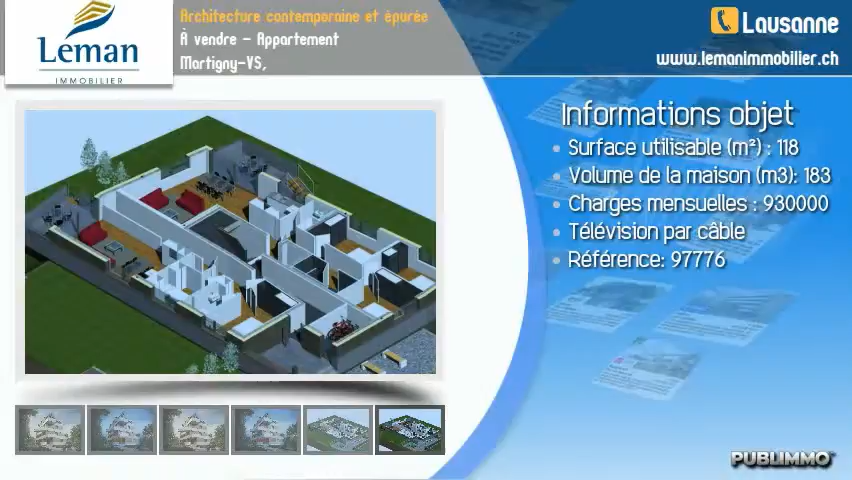 Leman
IMMOBILIER
Architecture contemporaine et épurée
À vendre - Appartement
Martigny-VS,
Lausanne
www.lemanimmobilier.ch
Informations objet
Surface utilisable (m²) : 118
Volume de la maison (m3): 183
Charges mensuelles : 930000
Télévision par câble
Référence: 97776
PUBLIMMO